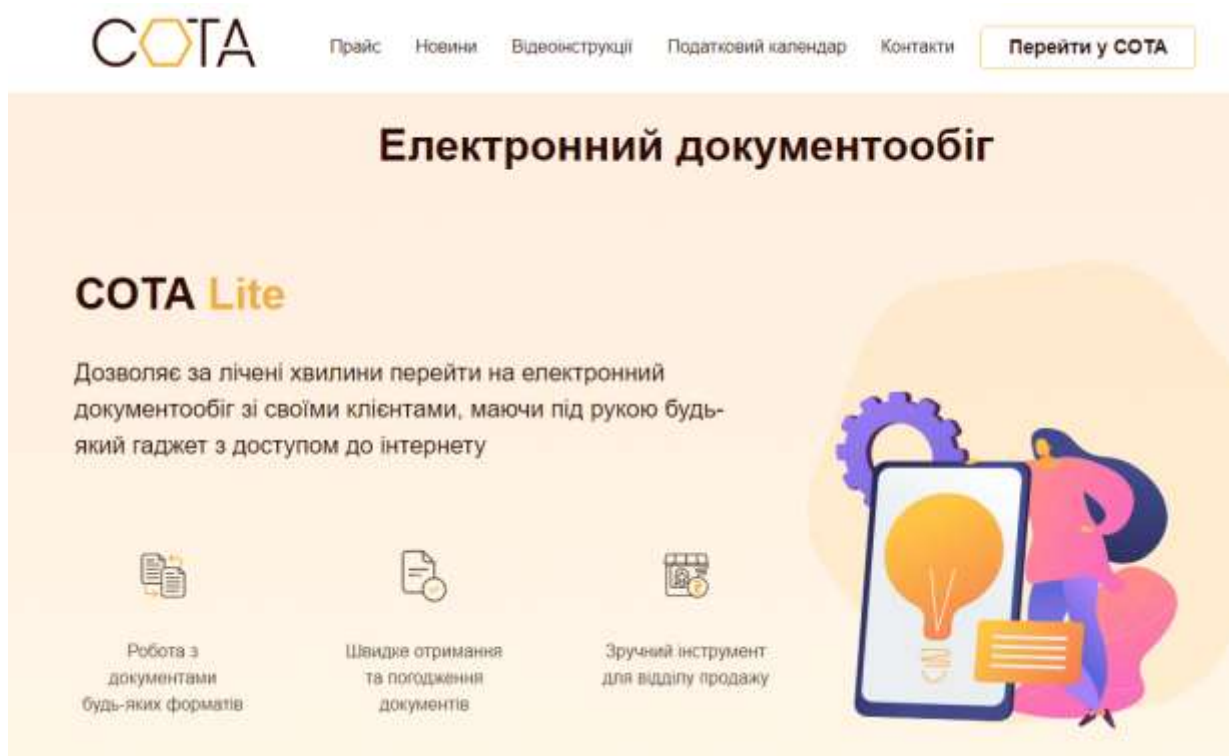 СОТА
Прайс Новини Відеоінструкції Податковий календар Контакти Перейти у СОТА
Електронний документообіг
СОТА Lite
Дозволяє за лічені хвилини перейти на електронний
документообіг зі своїми клієнтами, маючи під рукою будь-
який гаджет з доступом до інтернету
Робота з
документами
будь-яких форматів
Швидке отримання
та погодження
документів
Зручний інструмент
для відділу продажу